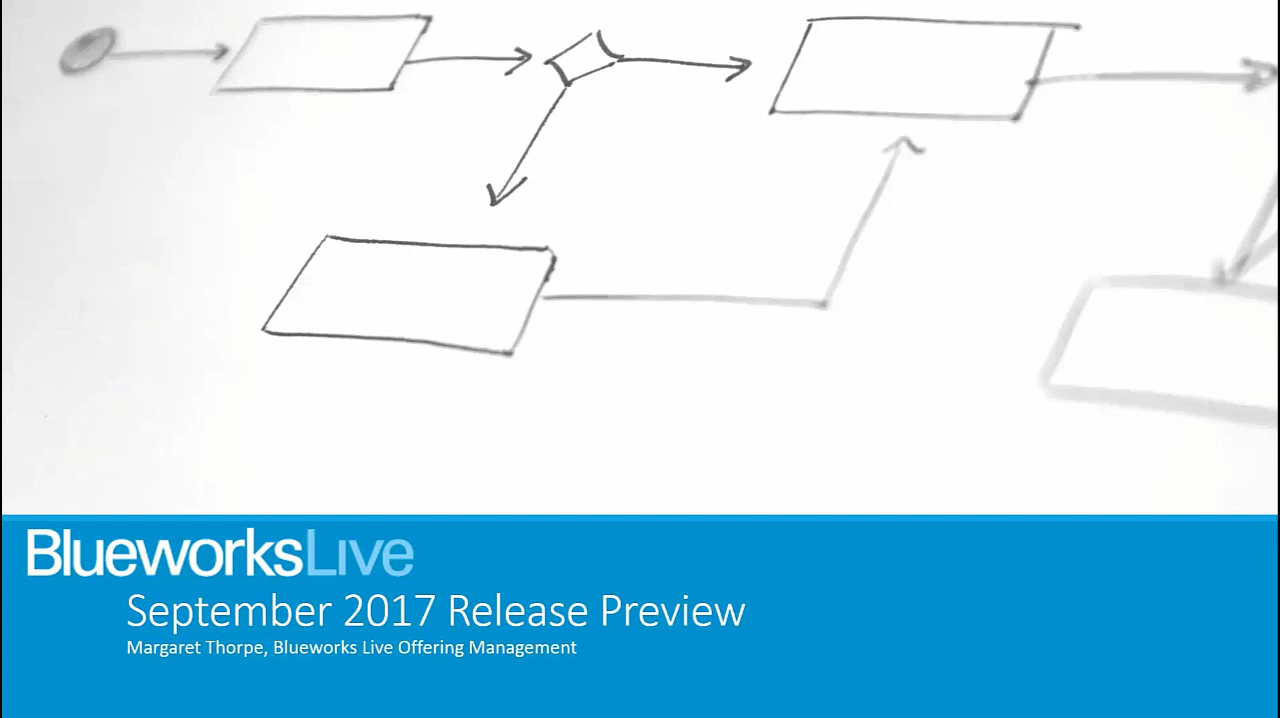 BlueworksLive
September 2017 Release Preview
Margaret Thorpe, Blueworks Live Offering Management